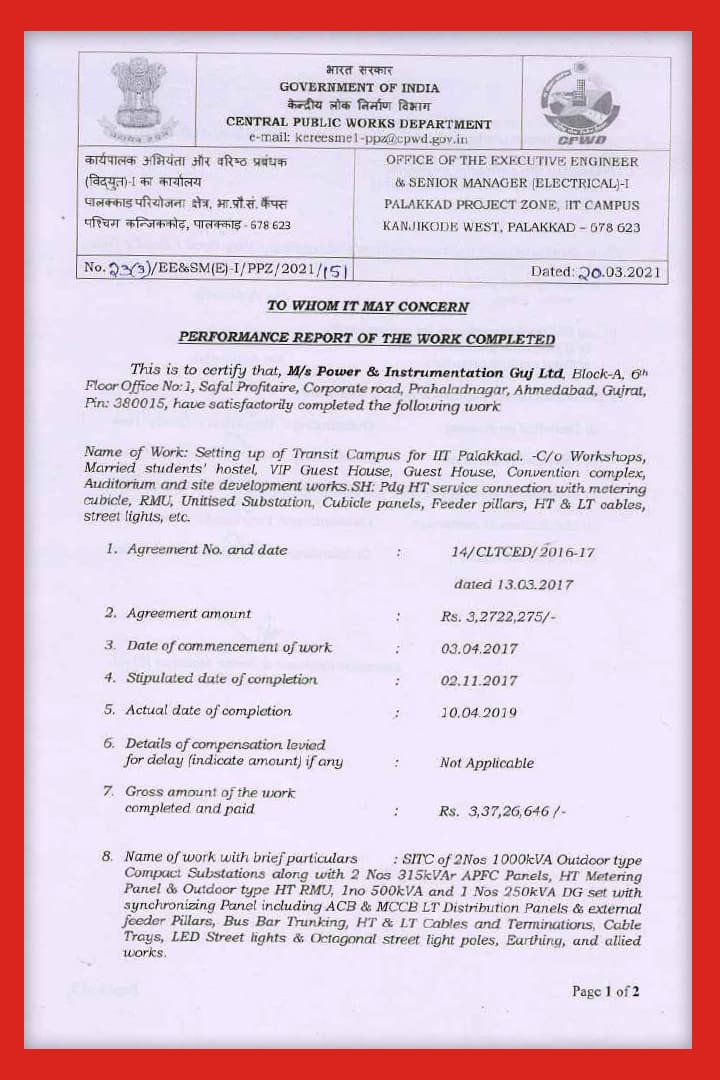 भारत सरकार
GOVERNMENT OF INDIA
केन्द्रीय लोक निर्माण विभाग
CENTRAL PUBLIC WORKS DEPARTMENT
e-mail: kereesme1-ppz@cpwd.gov.in
CPWD
कार्यपालक अभियंता और वरिष्ठ प्रबंधक
(विद्युत)-I का कार्यालय
पालक्काड़ परियोजना क्षेत्र, भा.प्रौ.सं. कैंपस
पश्चिम कन्जिककोढ़, पालक्काड़ - 678 623
OFFICE OF THE EXECUTIVE ENGINEER
& SENIOR MANAGER (ELECTRICAL)-I
PALAKKAD PROJECT ZONE, IIT CAMPUS
KANJIKODE WEST, PALAKKAD – 678 623
No. 23(3)/EE&SM(E)-I/PPZ/2021/151 Dated: 20.03.2021
TO WHOM IT MAY CONCERN
PERFORMANCE REPORT OF THE WORK COMPLETED
This is to certify that, M/s Power & Instrumentation Guj Ltd, Block-A, 6th
Floor Office No:1, Safal Profitaire, Corporate road, Prahaladnagar, Ahmedabad, Gujrat,
Pin: 380015, have satisfactorily completed the following work
Name of Work: Setting up of Transit Campus for IIT Palakkad. -C/o Workshops,
Married students' hostel, VIP Guest House, Guest House, Convention complex,
Auditorium and site development works.SH: Pdg HT service connection with metering
cubicle, RMU, Unitised Substation, Cubicle panels, Feeder pillars, HT & LT cables,
street lights, etc.
1. Agreement No. and date : 14/CLTCED/2016-17
dated 13.03.2017
2. Agreement amount : Rs. 3,2722,275/-
3. Date of commencement of work : 03.04.2017
4. Stipulated date of completion : 02.11.2017
5. Actual date of completion : 10.04.2019
6. Details of compensation levied
for delay (indicate amount) if any : Not Applicable
7. Gross amount of the work
completed and paid : Rs. 3,37,26,646 /-
8. Name of work with brief particulars : SITC of 2Nos 1000kVA Outdoor type
Compact Substations along with 2 Nos 315kVAr APFC Panels, HT Metering
Panel & Outdoor type HT RMU, 1no 500kVA and 1 Nos 250kVA DG set with
synchronizing Panel including ACB & MCCB LT Distribution Panels & external
feeder Pillars, Bus Bar Trunking, HT & LT Cables and Terminations, Cable
Trays, LED Street lights & Octagonal street light poles, Earthing, and allied
works.
Page 1 of 2